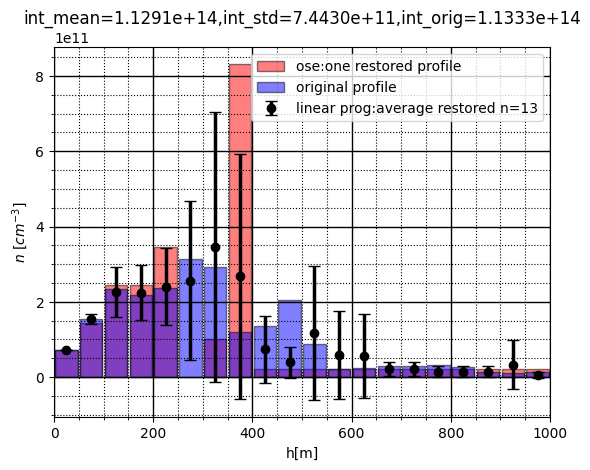 int_mean=1.1291e+14,int_std=7.4430e+11,int_orig=1.1333e+14
1e11
ose:one restored profile
original profile
linear prog:average restored n=13
8
6
4
2
0
n [cm⁻³]
0 200 400 600 800 1000
h[m]